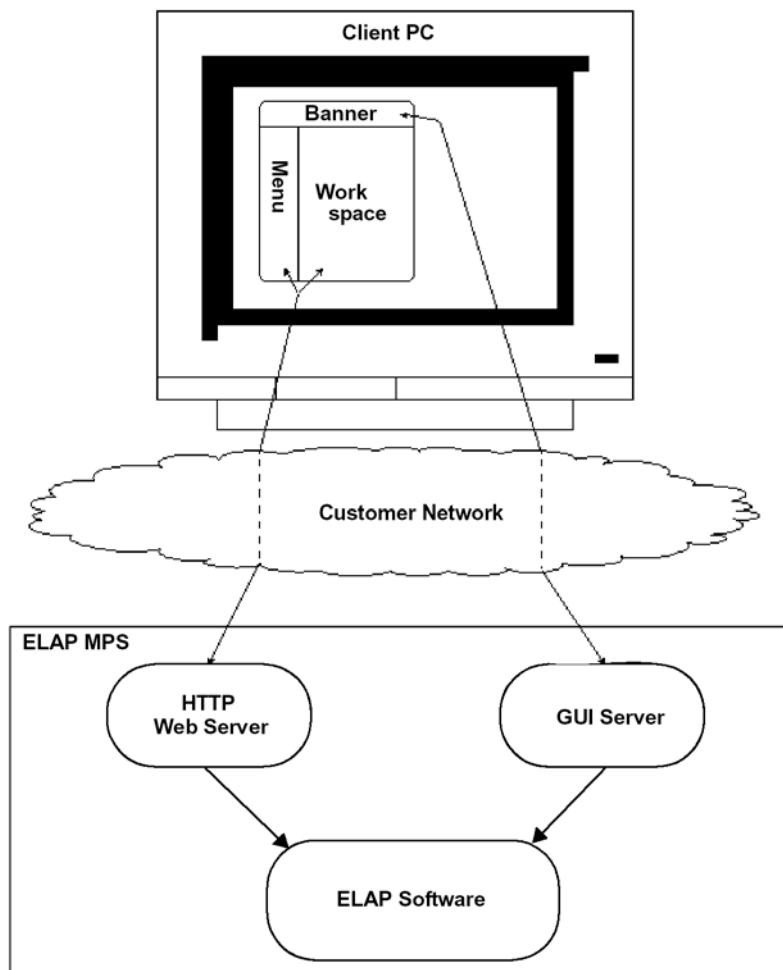 Client PC
Banner
Menu
Work
space
Customer Network
ELAP MPS
HTTP
Web Server
GUI Server
ELAP Software